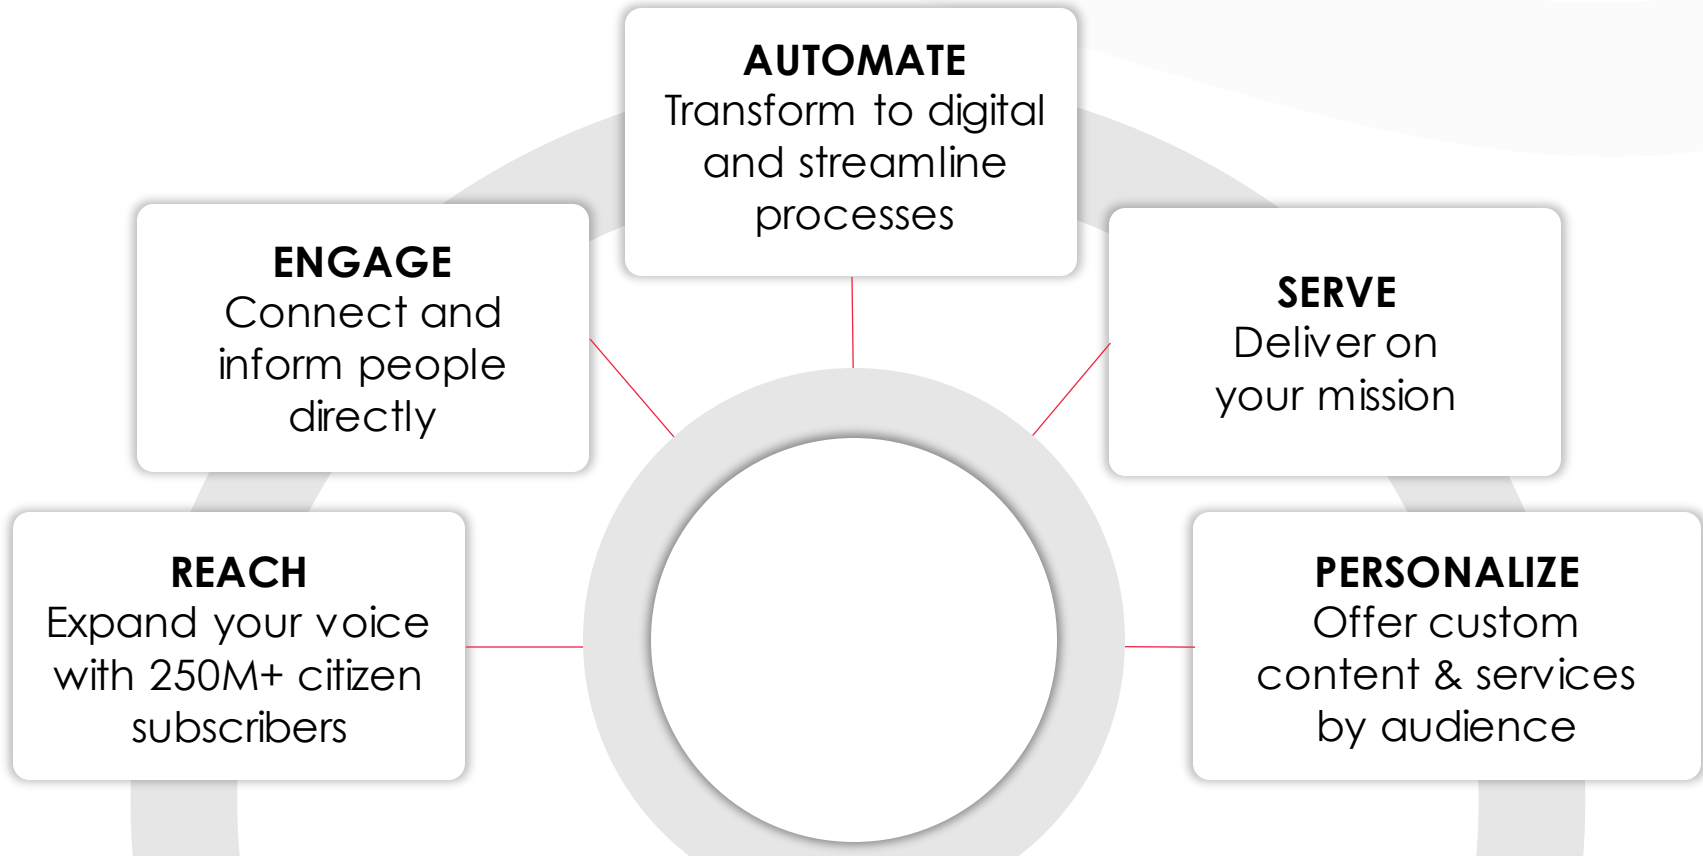 AUTOMATE
Transform to digital
and streamline
processes
ENGAGE
Connect and
inform people
directly
SERVE
Deliver on
your mission
REACH
Expand your voice
with 250M+ citizen
subscribers
PERSONALIZE
Offer custom
content & services
by audience